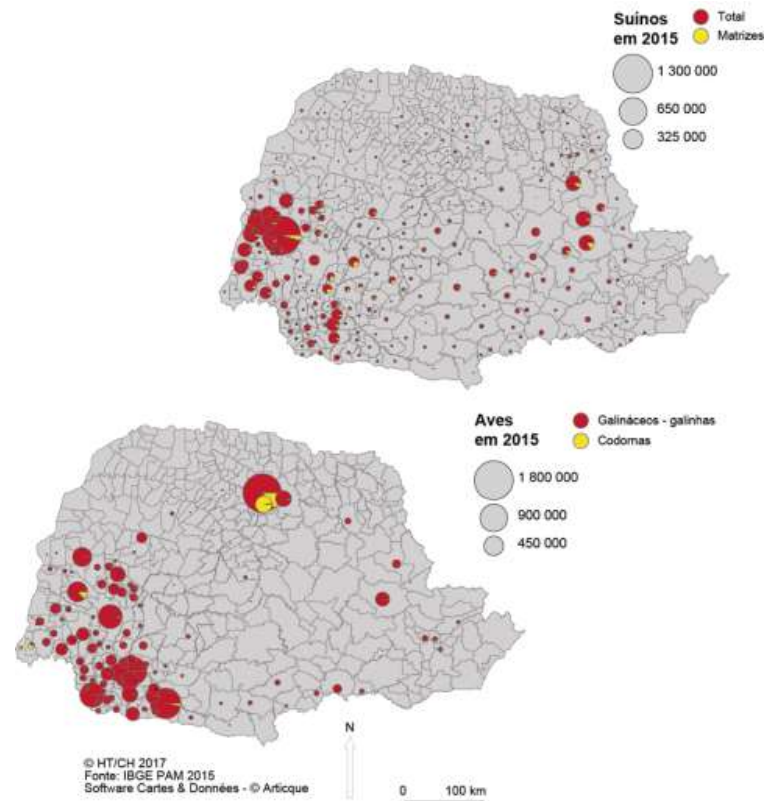 Suinos
em 2015
Total
Matrizes
1 300 000
650 000
325 000
Aves
em 2015
Galináceos - galinhas
Codornas
1 800 000
900 000
450 000
N
© HT/CH 2017
Fonte: IBGE PAM 2015
Software Cartes & Données - © Articque
0 100 km